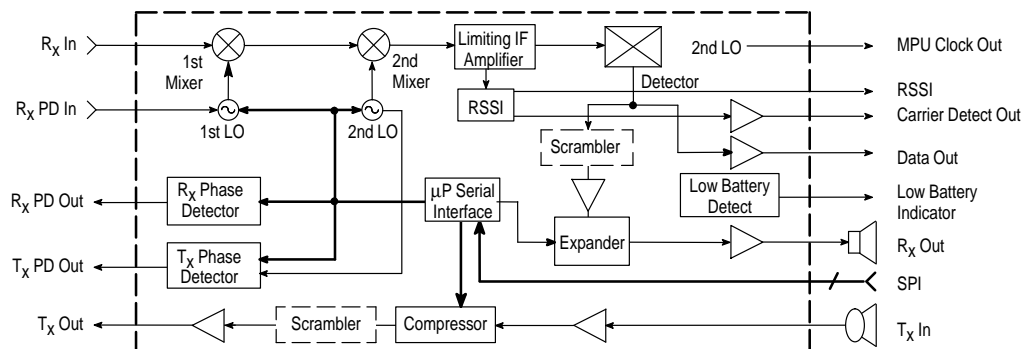 Rx In
1st
Mixer
2nd
Mixer
Limiting IF
Amplifier
2nd LO
MPU Clock Out
Detector
Rx PD In
1st LO
2nd LO
RSSI
RSSI
Carrier Detect Out
Scrambler
Data Out
Rx PD Out
Rx Phase
Detector
µP Serial
Interface
Low Battery
Detect
Low Battery
Indicator
Expander
Rx Out
Tx PD Out
Tx Phase
Detector
SPI
Tx Out
Scrambler
Compressor
Tx In